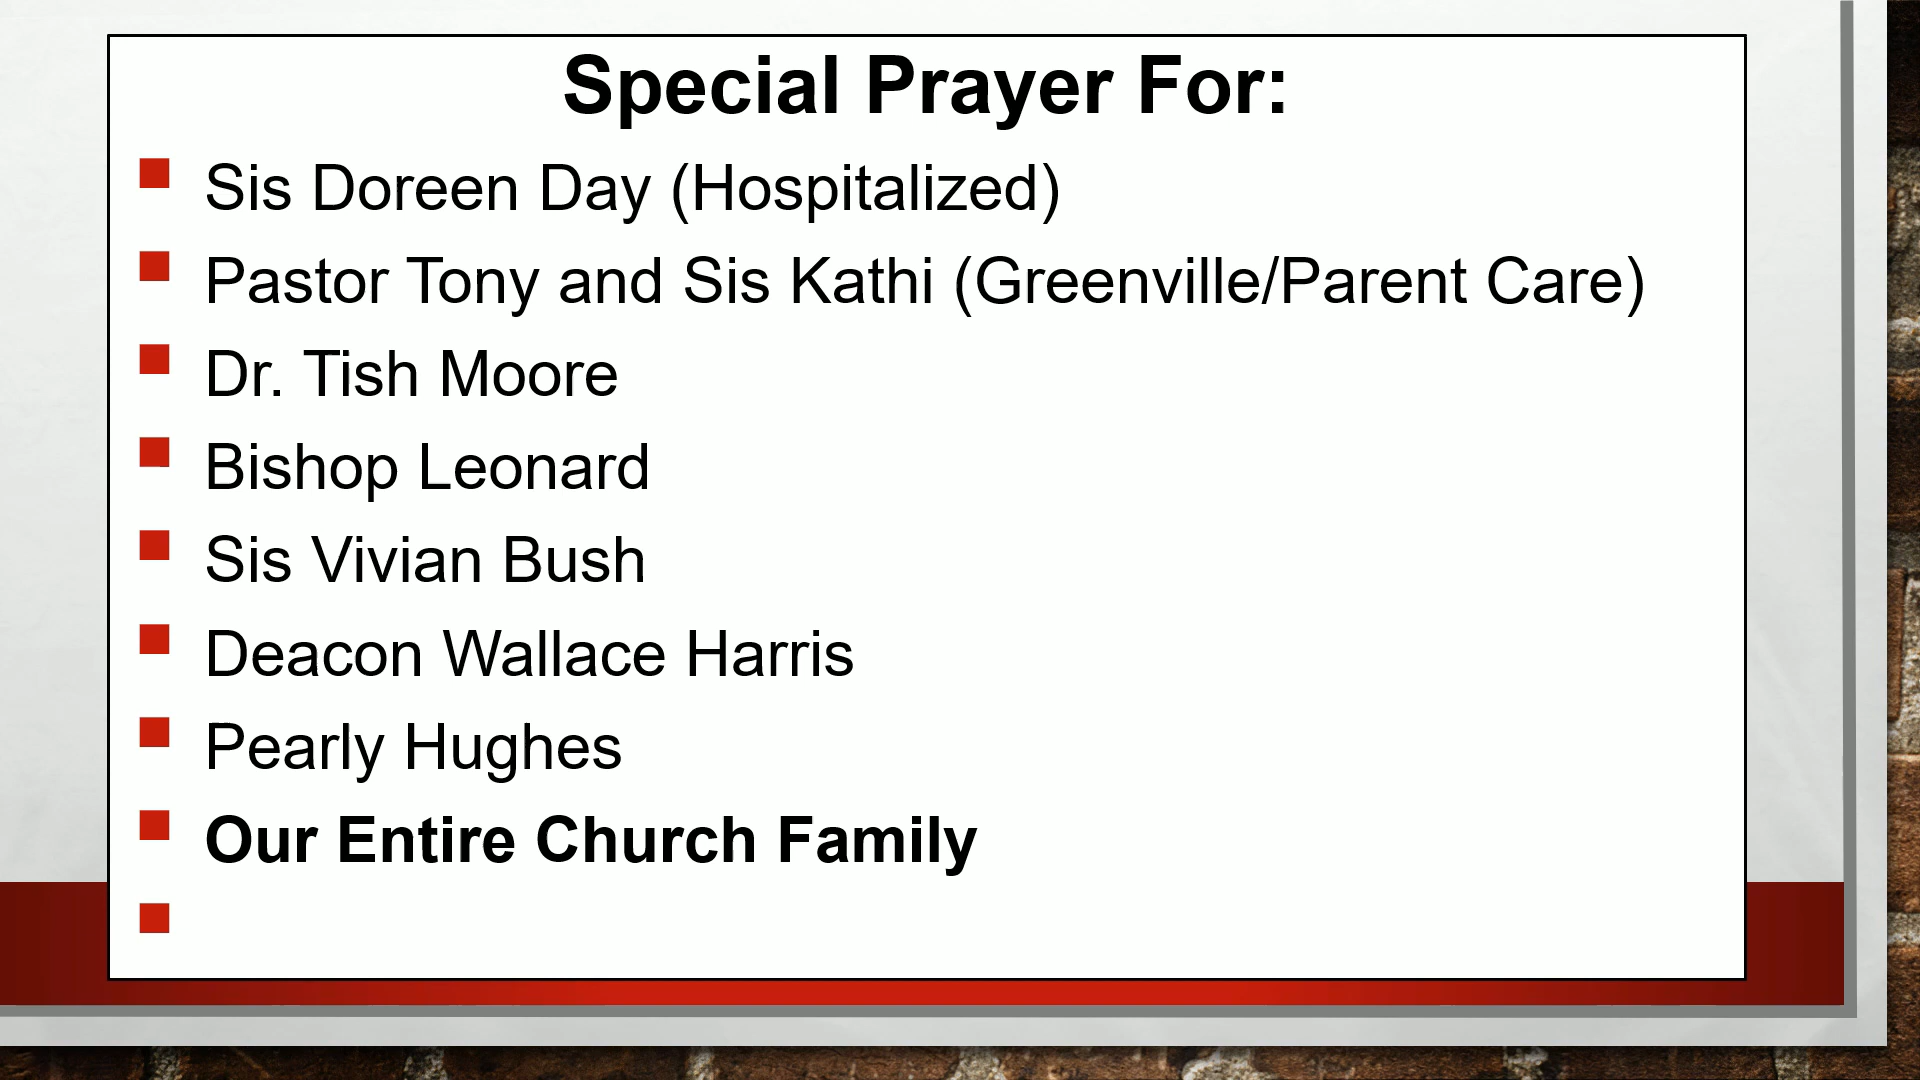 Special Prayer For:
Sis Doreen Day (Hospitalized)
Pastor Tony and Sis Kathi (Greenville/Parent Care)
Dr. Tish Moore
Bishop Leonard
Sis Vivian Bush
Deacon Wallace Harris
Pearly Hughes
Our Entire Church Family